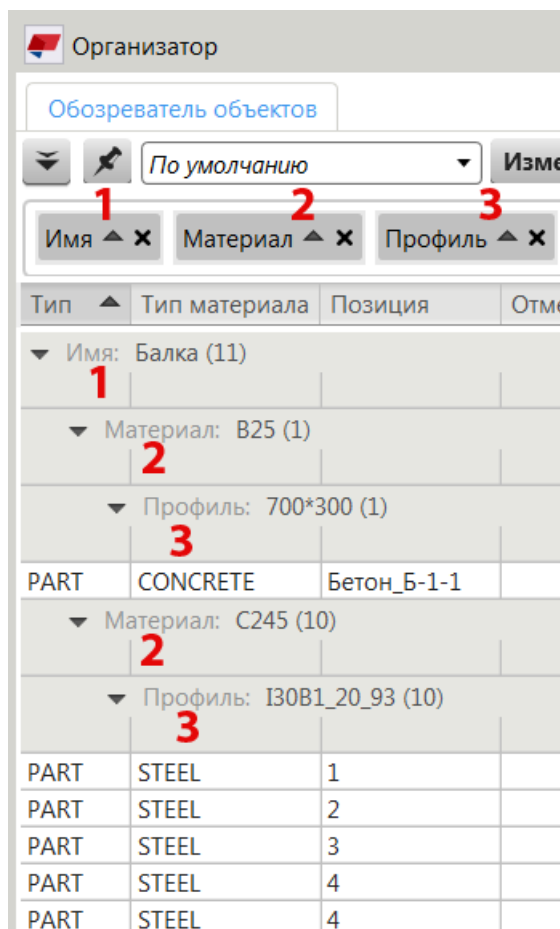 Организатор
Обозреватель объектов
По умолчанию Изме
1 2 3
Имя Материал Профиль
Тип Тип материала Позиция Отме
Имя: Балка (11)
1
Материал: B25 (1)
2
Профиль: 700*300 (1)
3
PART CONCRETE Бетон_Б-1-1
Материал: C245 (10)
2
Профиль: I30B1_20_93 (10)
3
PART STEEL 1
PART STEEL 2
PART STEEL 3
PART STEEL 4
PART STEEL 4